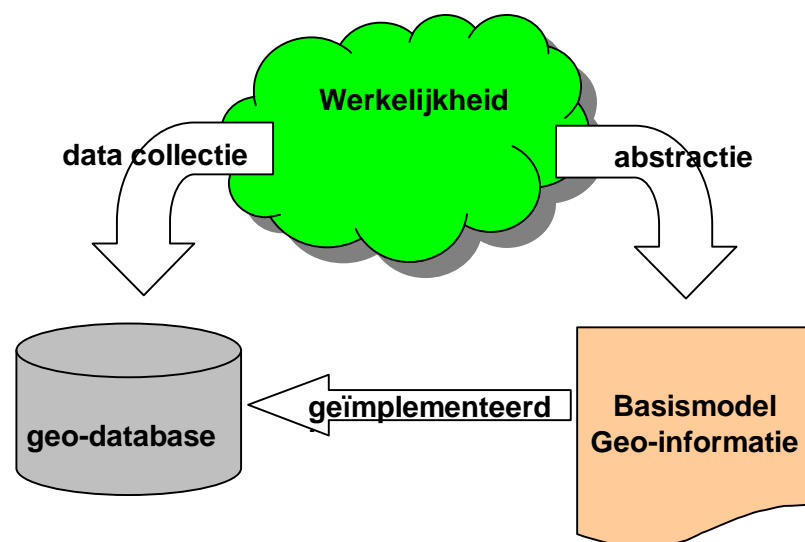 Werkelijkheid
data collectie
abstractie
geo-database
geïmplementeerd
Basismodel
Geo-informatie